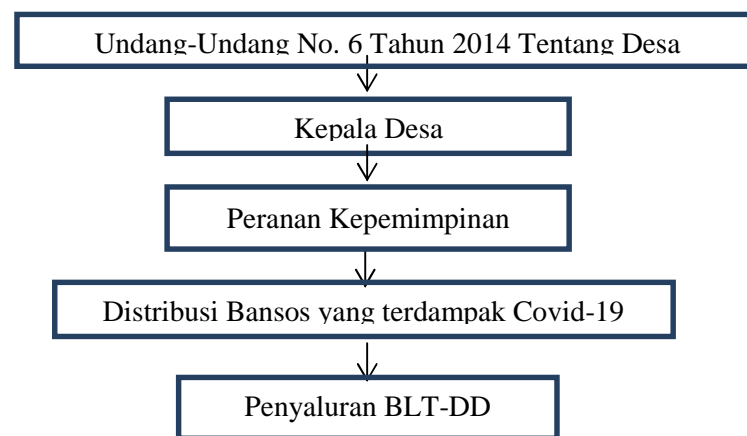 Undang-Undang No. 6 Tahun 2014 Tentang Desa
Kepala Desa
Peranan Kepemimpinan
Distribusi Bansos yang terdampak Covid-19
Penyaluran BLT-DD